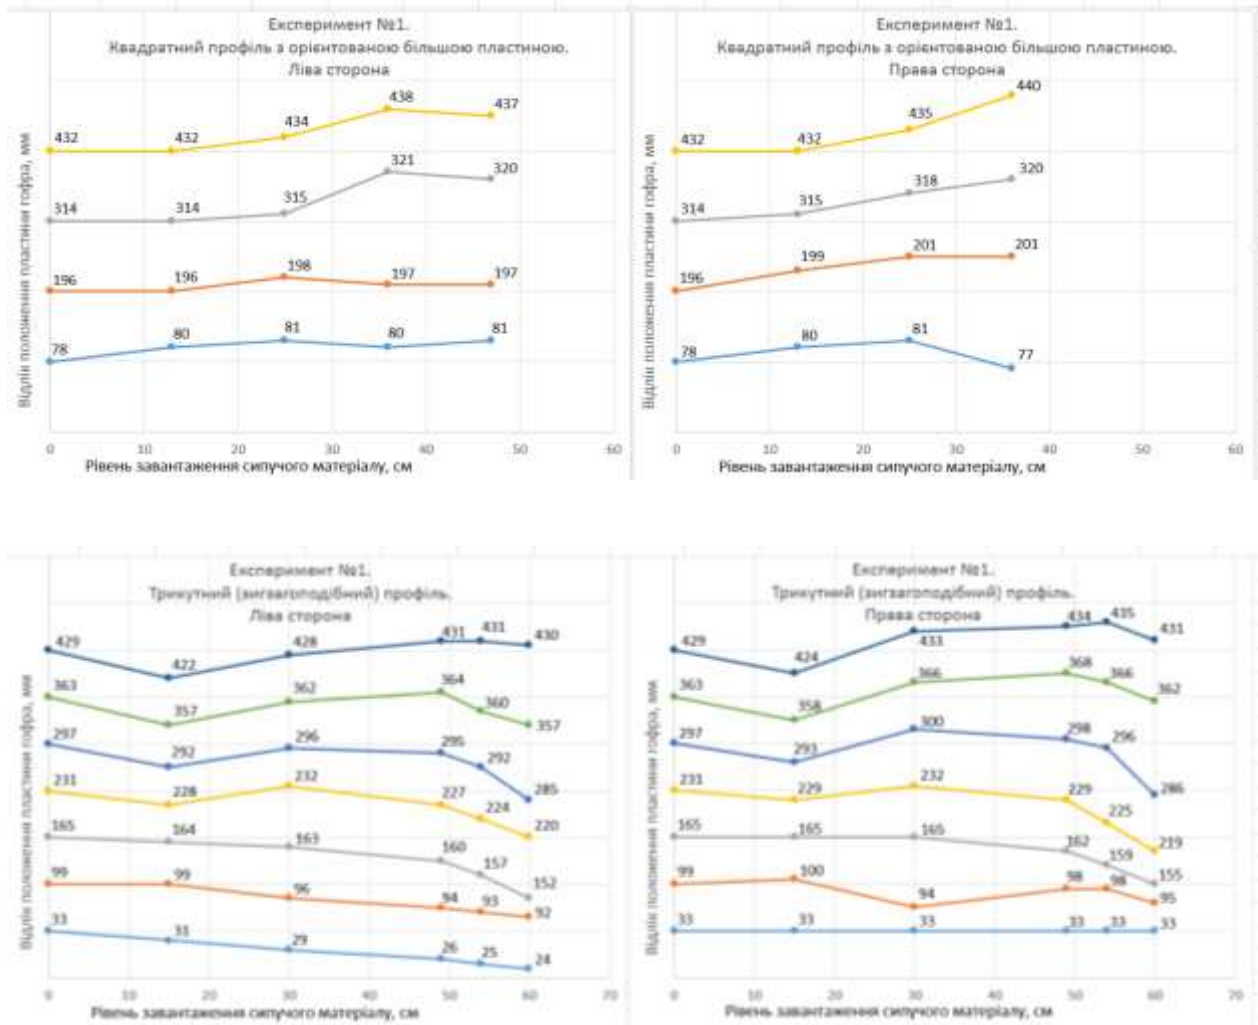 Експеримент №1.
Квадратний профіль з орієнтованою більшою пластиною.
Ліва сторона
Відлік положення пластини гофра, мм
432 432 434 438 437
314 314 315 321 320
196 196 198 197 197
78 80 81 80 81
0 10 20 30 40 50 60
Рівень завантаження сипучого матеріалу, см
Експеримент №1.
Квадратний профіль з орієнтованою більшою пластиною.
Права сторона
Відлік положення пластини гофра, мм
432 432 435 440
314 315 318 320
196 199 201 201
78 80 81 77
0 10 20 30 40 50 60
Рівень завантаження сипучого матеріалу, см
Експеримент №1.
Трикутний (зигзагоподібний) профіль.
Ліва сторона
Відлік положення пластини гофра, мм
429 422 428 431 431 430
363 357 362 364 360 357
297 292 296 295 292 285
231 228 232 227 224 220
165 164 163 160 157 152
99 99 96 94 93 92
33 31 29 26 25 24
0 10 20 30 40 50 60 70
Рівень завантаження сипучого матеріалу, см
Експеримент №1.
Трикутний (зигзагоподібний) профіль.
Права сторона
Відлік положення пластини гофра, мм
429 424 433 434 435 431
363 358 366 368 366 362
297 293 300 298 296 286
231 229 232 229 225 219
165 165 165 162 159 155
99 100 94 98 98 95
33 33 33 33 33 33
0 10 20 30 40 50 60 70
Рівень завантаження сипучого матеріалу, см